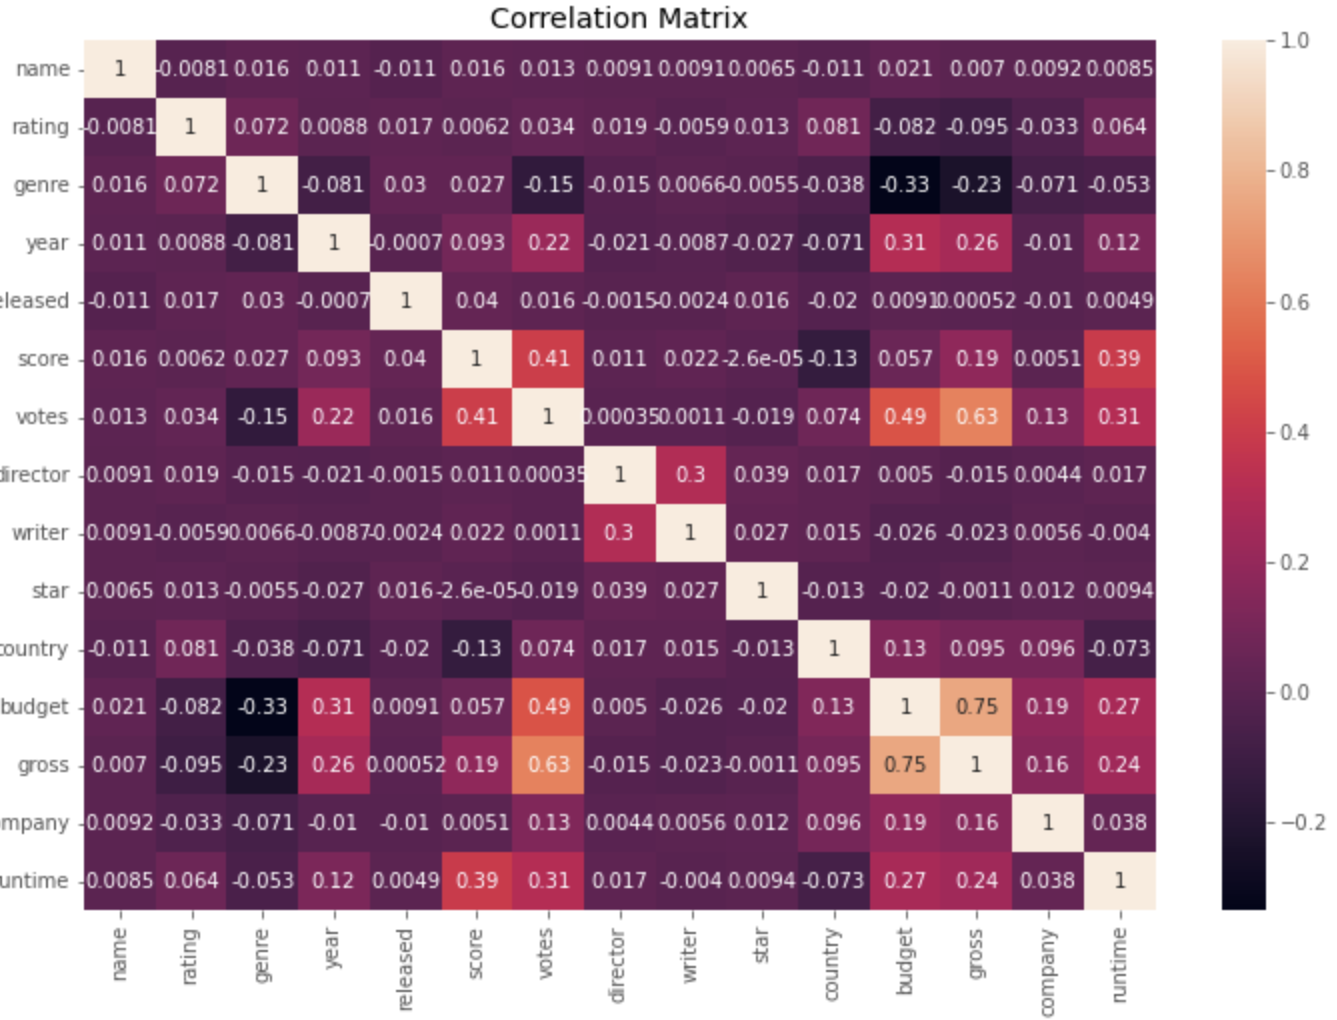 Correlation Matrix
name 1 -0.0081 0.016 0.011 -0.011 0.016 0.013 0.0091 0.0091 0.0065 -0.011 0.021 0.007 0.0092 0.0085
rating -0.0081 1 0.072 0.0088 0.017 0.0062 0.034 0.019 -0.0059 0.013 0.081 -0.082 -0.095 -0.033 0.064
genre 0.016 0.072 1 -0.081 0.03 0.027 -0.15 -0.015 0.0066 -0.0055 -0.038 -0.33 -0.23 -0.071 -0.053
year 0.011 0.0088 -0.081 1 -0.0007 0.093 0.22 -0.021 -0.0087 -0.027 -0.071 0.31 0.26 -0.01 0.12
eleased -0.011 0.017 0.03 -0.0007 1 0.04 0.016 -0.0015 -0.0024 0.016 -0.02 0.0091 0.00052 -0.01 0.0049
score 0.016 0.0062 0.027 0.093 0.04 1 0.41 0.011 0.022 -2.6e-05 -0.13 0.057 0.19 0.0051 0.39
votes 0.013 0.034 -0.15 0.22 0.016 0.41 1 0.00035 0.0011 -0.019 0.074 0.49 0.63 0.13 0.31
director 0.0091 0.019 -0.015 -0.021 -0.0015 0.011 0.00035 1 0.3 0.039 0.017 0.005 -0.015 0.0044 0.017
writer 0.0091 -0.0059 0.0066 -0.0087 -0.0024 0.022 0.0011 0.3 1 0.027 0.015 -0.026 -0.023 0.0056 -0.004
star 0.0065 0.013 -0.0055 -0.027 0.016 -2.6e-05 -0.019 0.039 0.027 1 -0.013 -0.02 -0.0011 0.012 0.0094
country -0.011 0.081 -0.038 -0.071 -0.02 -0.13 0.074 0.017 0.015 -0.013 1 0.13 0.095 0.096 -0.073
budget 0.021 -0.082 -0.33 0.31 0.0091 0.057 0.49 0.005 -0.026 -0.02 0.13 1 0.75 0.19 0.27
gross 0.007 -0.095 -0.23 0.26 0.00052 0.19 0.63 -0.015 -0.023 -0.0011 0.095 0.75 1 0.16 0.24
mpany 0.0092 -0.033 -0.071 -0.01 -0.01 0.0051 0.13 0.0044 0.0056 0.012 0.096 0.19 0.16 1 0.038
untime 0.0085 0.064 -0.053 0.12 0.0049 0.39 0.31 0.017 -0.004 0.0094 -0.073 0.27 0.24 0.038 1
name rating genre year released score votes director writer star country budget gross company runtime
1.0
0.8
0.6
0.4
0.2
0.0
-0.2